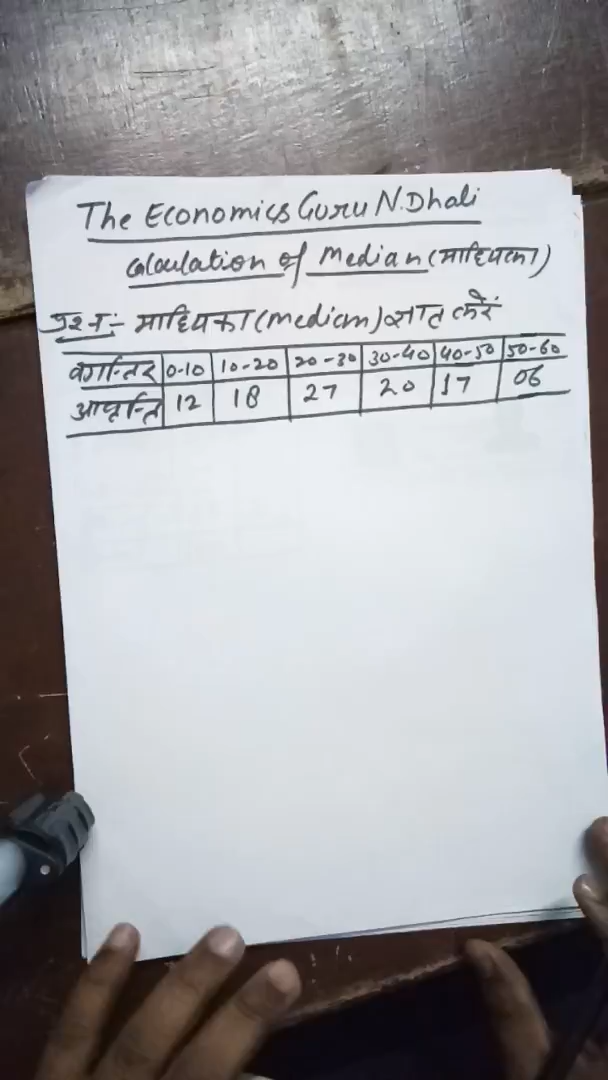 The Economics Guru N.Dhali
Calculation of Median (माध्यिका)
प्रश्न:- माध्यिका (median) ज्ञात करें
वर्गान्तर 0-10 10-20 20-30 30-40 40-50 50-60
आवृत्ति 12 18 27 20 17 06